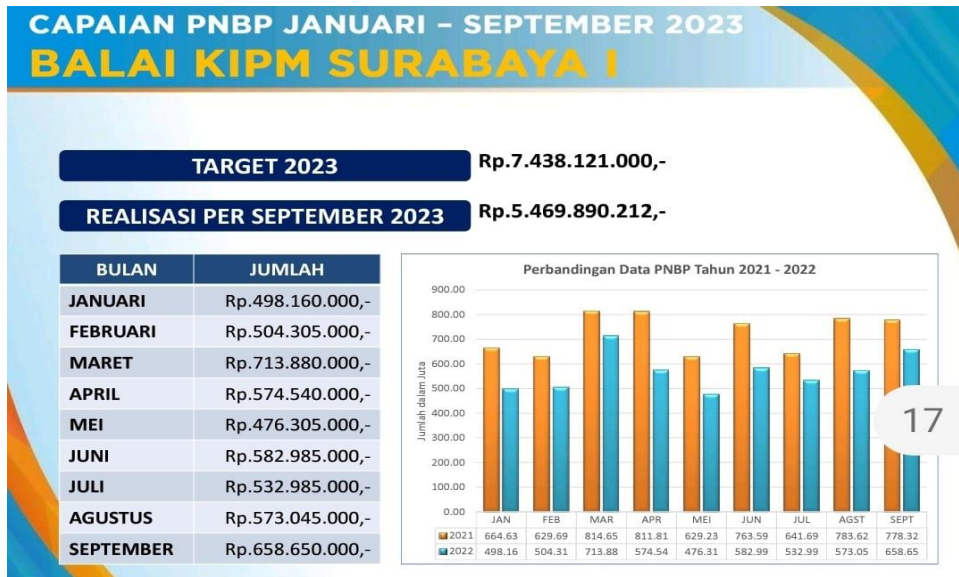 CAPAIAN PNBP JANUARI – SEPTEMBER 2023
BALAI KIPM SURABAYA I
TARGET 2023 Rp.7.438.121.000,-
REALISASI PER SEPTEMBER 2023 Rp.5.469.890.212,-
BULAN JUMLAH
JANUARI Rp.498.160.000,-
FEBRUARI Rp.504.305.000,-
MARET Rp.713.880.000,-
APRIL Rp.574.540.000,-
MEI Rp.476.305.000,-
JUNI Rp.582.985.000,-
JULI Rp.532.985.000,-
AGUSTUS Rp.573.045.000,-
SEPTEMBER Rp.658.650.000,-
Perbandingan Data PNBP Tahun 2021 - 2022
Jumlah dalam Juta
900.00
800.00
700.00
600.00
500.00
400.00
300.00
200.00
100.00
0.00
JAN FEB MAR APR MEI JUN JUL AGST SEPT
2021 664.63 629.69 814.65 811.81 629.23 763.59 641.69 783.62 778.32
2022 498.16 504.31 713.88 574.54 476.31 582.99 532.99 573.05 658.65
17